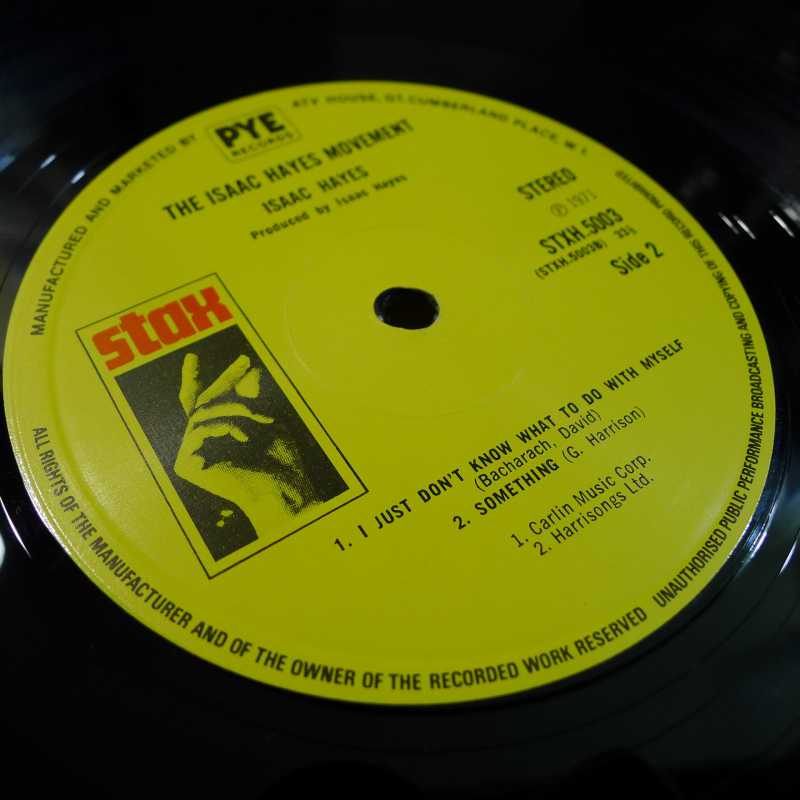 MANUFACTURED AND MARKETED BY
PYE
RECORDS
ATV HOUSE, GT. CUMBERLAND PLACE, W.1.
THE ISAAC HAYES MOVEMENT
ISAAC HAYES
Produced by Isaac Hayes
STEREO
℗ 1971
STXH.5003
(STXH.5003B) 33⅓
Side 2
stax
1. I JUST DON'T KNOW WHAT TO DO WITH MYSELF
(Bacharach, David)
2. SOMETHING (G. Harrison)
1. Carlin Music Corp.
2. Harrisongs Ltd.
ALL RIGHTS OF THE MANUFACTURER AND OF THE OWNER OF THE RECORDED WORK RESERVED
UNAUTHORISED PUBLIC PERFORMANCE BROADCASTING AND COPYING OF THIS RECORD PROHIBITED